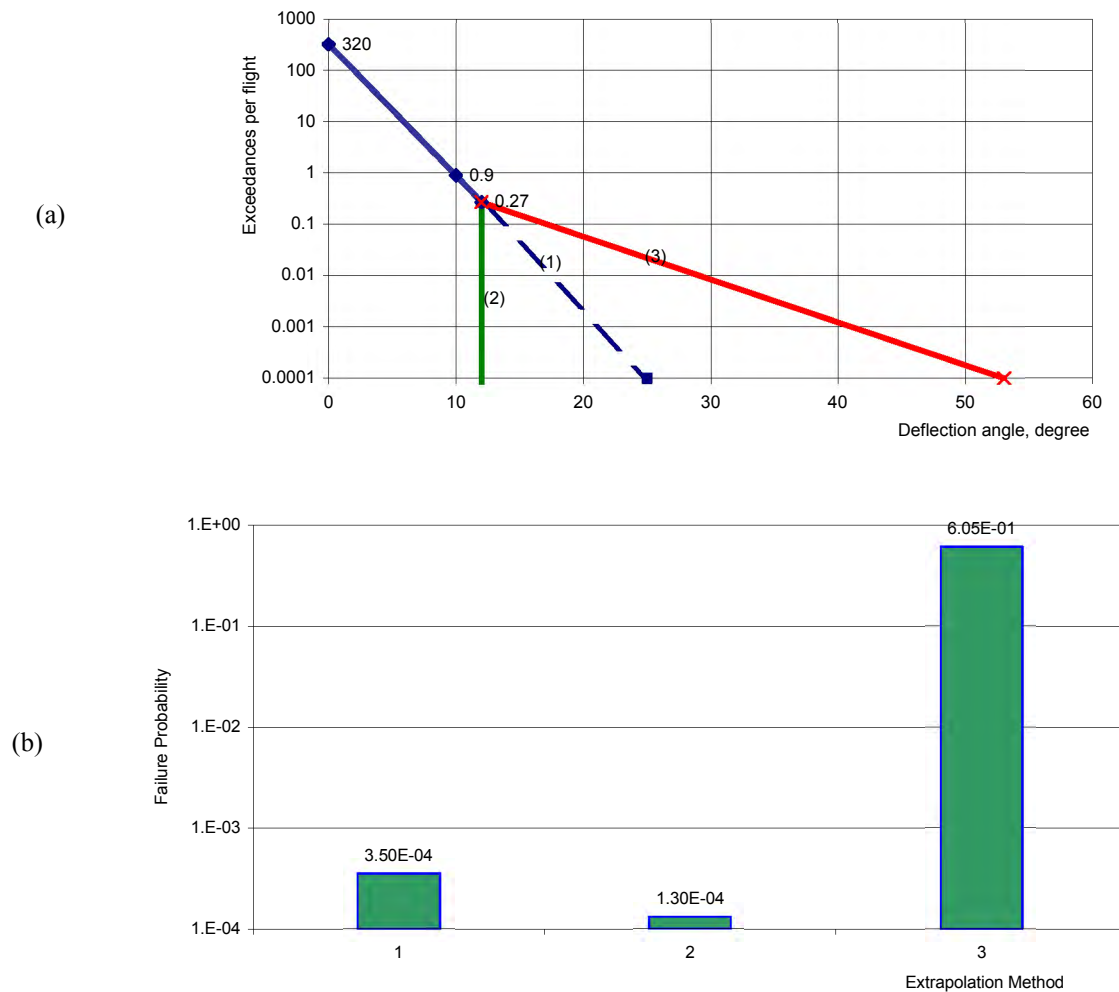 (a)
Exceedances per flight
1000
100
10
1
0.1
0.01
0.001
0.0001
320
0.9
0.27
(1)
(2)
(3)
0 10 20 30 40 50 60
Deflection angle, degree
(b)
Failure Probability
1.E+00
1.E-01
1.E-02
1.E-03
1.E-04
3.50E-04
1.30E-04
6.05E-01
1 2 3
Extrapolation Method